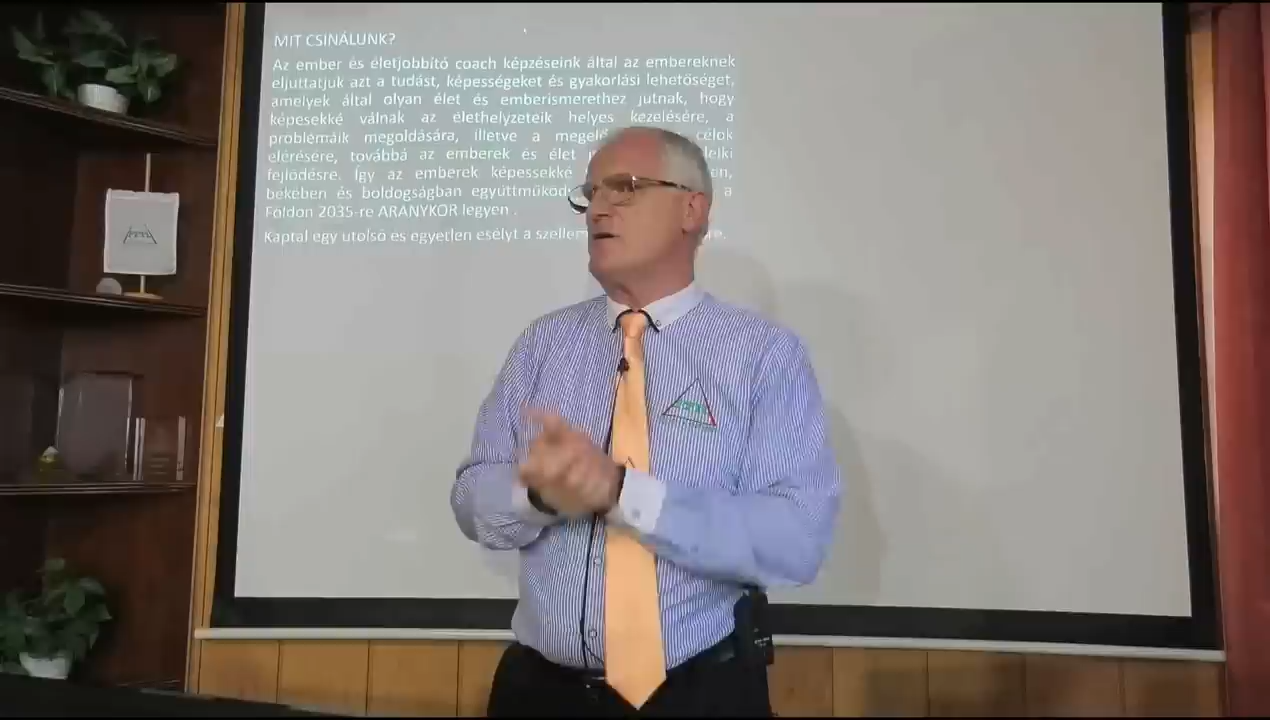 MIT CSINÁLUNK?
Az ember és életjobbító coach képzéseink által az embereknek
eljuttatjuk azt a tudást, képességeket és gyakorlási lehetőséget,
amelyek által olyan élet és emberismerethez jutnak, hogy
képesekké válnak az élethelyzeteik helyes kezelésére, a
problémáik megoldására, illetve a célok
elérésére, továbbá az emberek és élet
fejlődésre. Így az emberek képessekké
békében és boldogságban a
Földon 2035-re ARANYKOR legyen .
Kaptál egy utolsó és egyetlen esélyt a